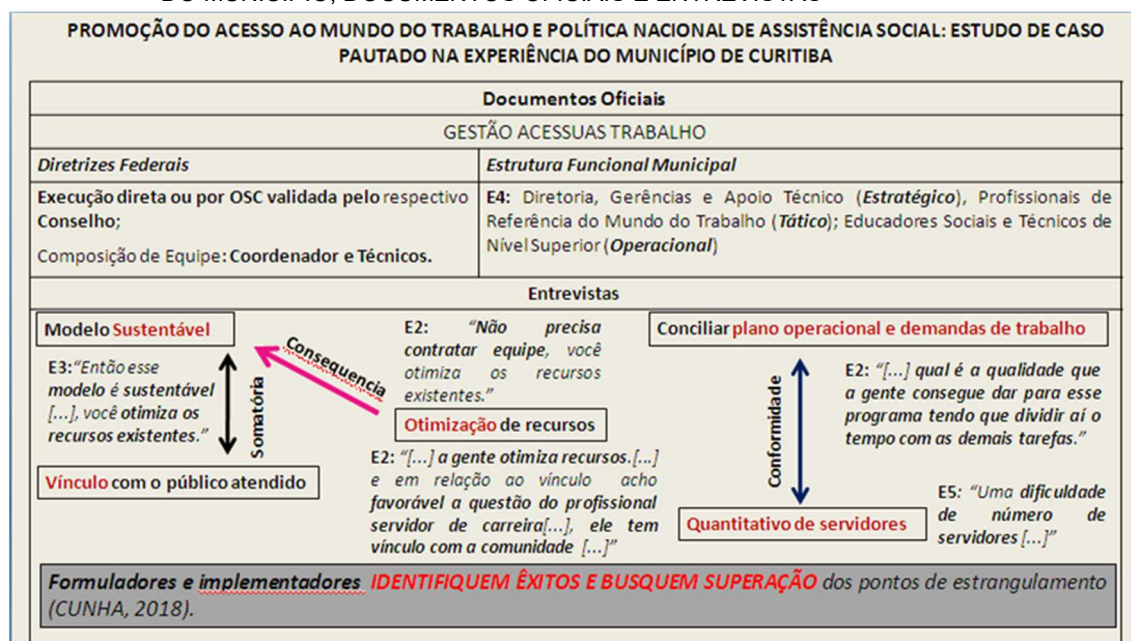 DO MUNICÍPIO, DOCUMENTOS OFICIAIS E ENTREVISTAS
PROMOÇÃO DO ACESSO AO MUNDO DO TRABALHO E POLÍTICA NACIONAL DE ASSISTÊNCIA SOCIAL: ESTUDO DE CASO
PAUTADO NA EXPERIÊNCIA DO MUNICÍPIO DE CURITIBA
Documentos Oficiais
GESTÃO ACESSUAS TRABALHO
Diretrizes Federais
Estrutura Funcional Municipal
Execução direta ou por OSC validada pelo respectivo
Conselho;
Composição de Equipe: Coordenador e Técnicos.
E4: Diretoria, Gerências e Apoio Técnico (Estratégico), Profissionais de
Referência do Mundo do Trabalho (Tático); Educadores Sociais e Técnicos de
Nível Superior (Operacional)
Entrevistas
Modelo Sustentável
E3:"Então esse
modelo é sustentável
[...], você otimiza os
recursos existentes."
Somatória
Vínculo com o público atendido
Consequencia
E2: "Não precisa
contratar equipe, você
otimiza os recursos
existentes."
Otimização de recursos
E2: "[...] a gente otimiza recursos.[...]
e em relação ao vínculo acho
favorável a questão do profissional
servidor de carreira[...], ele tem
vínculo com a comunidade [...]"
Conciliar plano operacional e demandas de trabalho
Conformidade
E2: "[...] qual é a qualidade que
a gente consegue dar para esse
programa tendo que dividir aí o
tempo com as demais tarefas."
Quantitativo de servidores
E5: "Uma dificuldade
de número de
servidores [...]"
Formuladores e implementadores IDENTIFIQUEM ÊXITOS E BUSQUEM SUPERAÇÃO dos pontos de estrangulamento
(CUNHA, 2018).